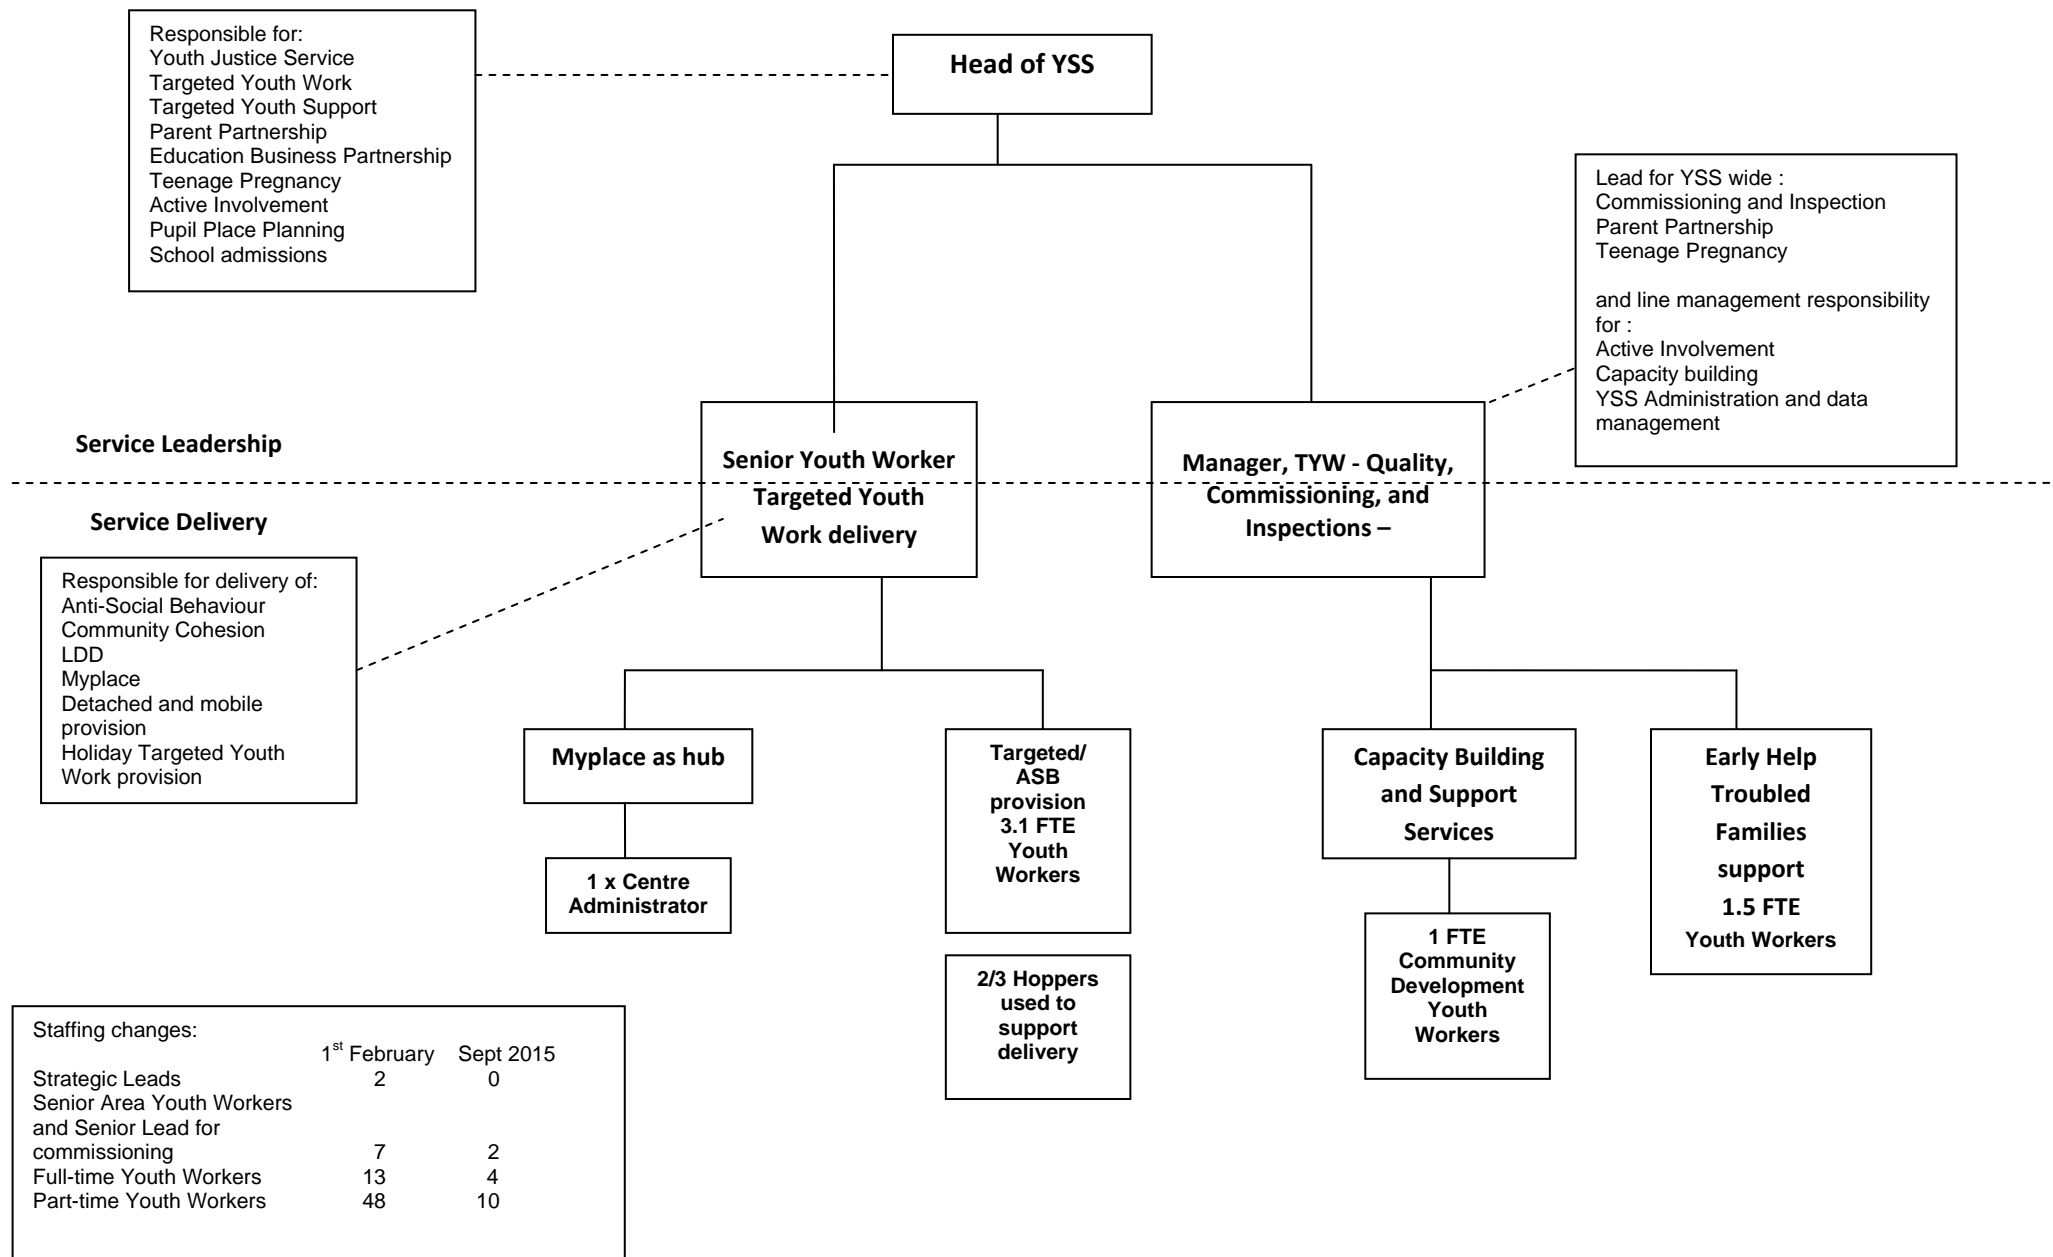 Responsible for:
Youth Justice Service
Targeted Youth Work
Targeted Youth Support
Parent Partnership
Education Business Partnership
Teenage Pregnancy
Active Involvement
Pupil Place Planning
School admissions
Head of YSS
Lead for YSS wide :
Commissioning and Inspection
Parent Partnership
Teenage Pregnancy
and line management responsibility
for :
Active Involvement
Capacity building
YSS Administration and data
management
Service Leadership
Service Delivery
Senior Youth Worker
Targeted Youth
Work delivery
Manager, TYW - Quality,
Commissioning, and
Inspections –
Responsible for delivery of:
Anti-Social Behaviour
Community Cohesion
LDD
Myplace
Detached and mobile
provision
Holiday Targeted Youth
Work provision
Myplace as hub
1 x Centre
Administrator
Targeted/
ASB
provision
3.1 FTE
Youth
Workers
2/3 Hoppers
used to
support
delivery
Capacity Building
and Support
Services
1 FTE
Community
Development
Youth
Workers
Early Help
Troubled
Families
support
1.5 FTE
Youth Workers
Staffing changes:
1st February Sept 2015
Strategic Leads 2 0
Senior Area Youth Workers
and Senior Lead for
commissioning 7 2
Full-time Youth Workers 13 4
Part-time Youth Workers 48 10